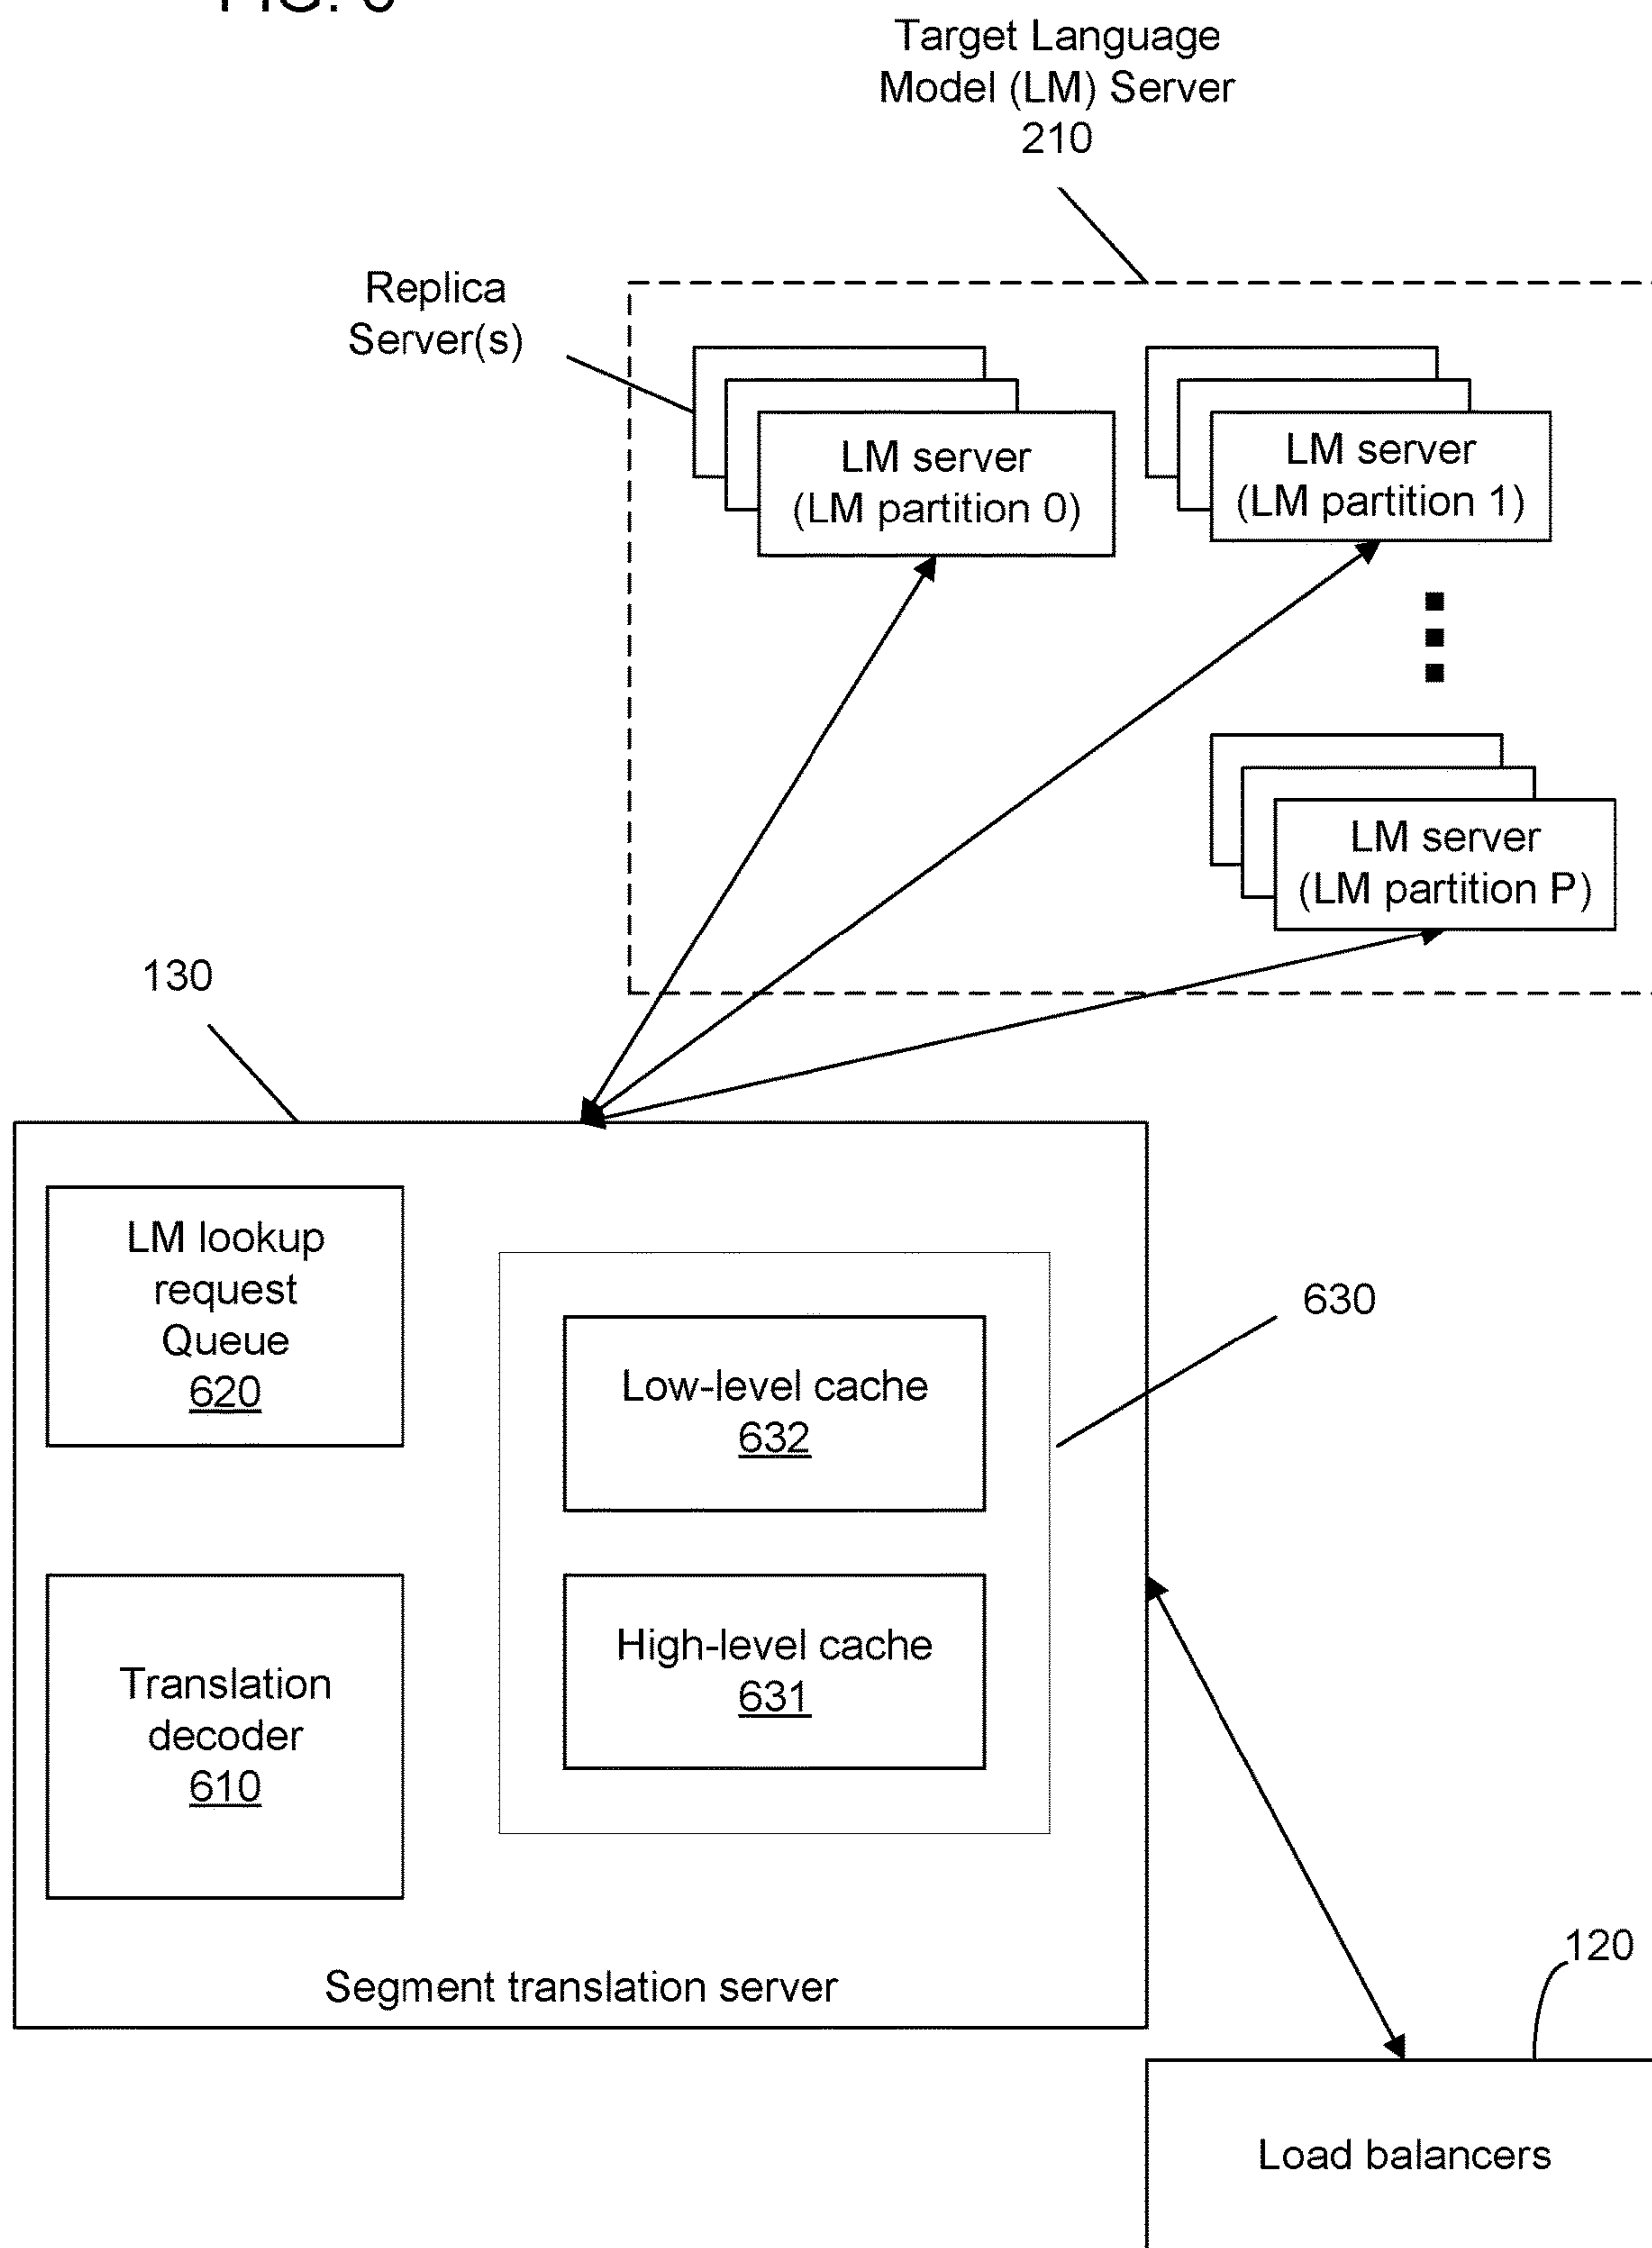 Target Language
Model (LM) Server
210
Replica
Server(s)
LM server
(LM partition 0)
LM server
(LM partition 1)
LM server
(LM partition P)
130
LM lookup
request
Queue
620
630
Low-level cache
632
High-level cache
631
Translation
decoder
610
Segment translation server
120
Load balancers